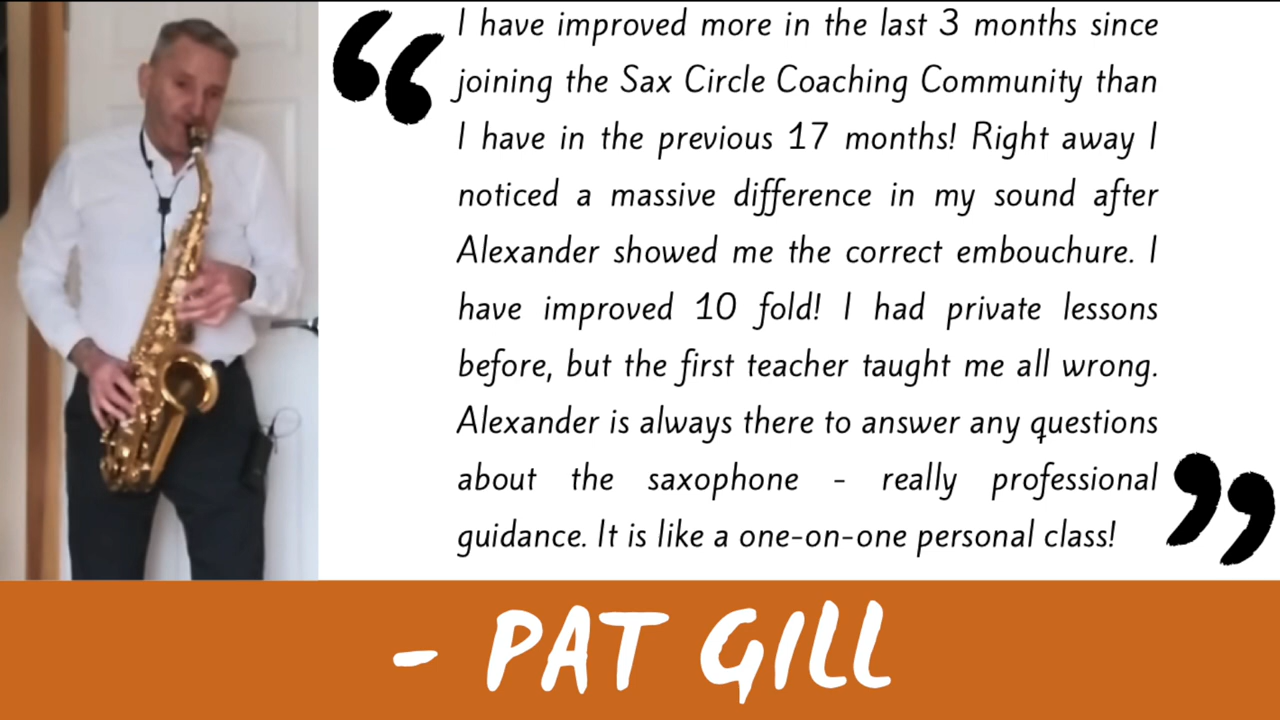 I have improved more in the last 3 months since
joining the Sax Circle Coaching Community than
I have in the previous 17 months! Right away I
noticed a massive difference in my sound after
Alexander showed me the correct embouchure. I
have improved 10 fold! I had private lessons
before, but the first teacher taught me all wrong.
Alexander is always there to answer any questions
about the saxophone - really professional
guidance. It is like a one-on-one personal class!
- PAT GILL